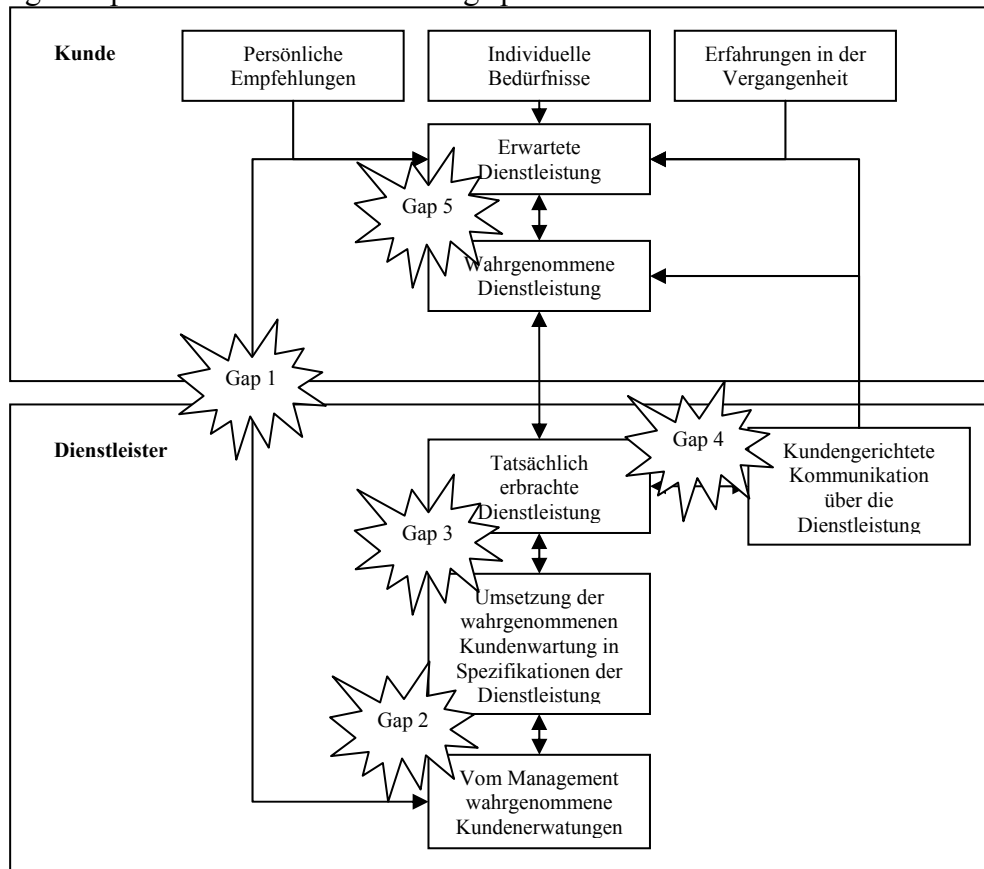 Kunde
Persönliche
Empfehlungen
Individuelle
Bedürfnisse
Erfahrungen in der
Vergangenheit
Erwartete
Dienstleistung
Gap 5
Wahrgenommene
Dienstleistung
Gap 1
Dienstleister
Gap 4
Tatsächlich
erbrachte
Dienstleistung
Kundengerichtete
Kommunikation
über die
Dienstleistung
Gap 3
Umsetzung der
wahrgenommenen
Kundenwartung in
Spezifikationen der
Dienstleistung
Gap 2
Vom Management
wahrgenommene
Kundenerwatungen